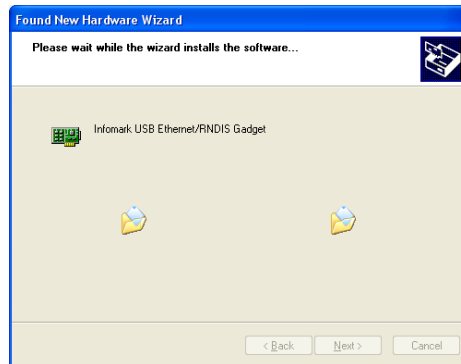 Found New Hardware Wizard
Please wait while the wizard installs the software...
Infomark USB Ethernet/RNDIS Gadget
< Back Next > Cancel